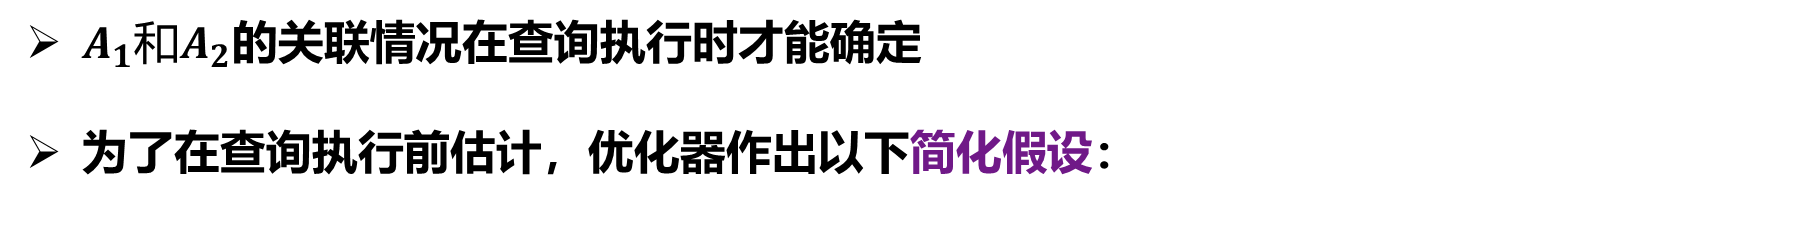 ➢ A₁和A₂的关联情况在查询执行时才能确定
➢ 为了在查询执行前估计，优化器作出以下简化假设：